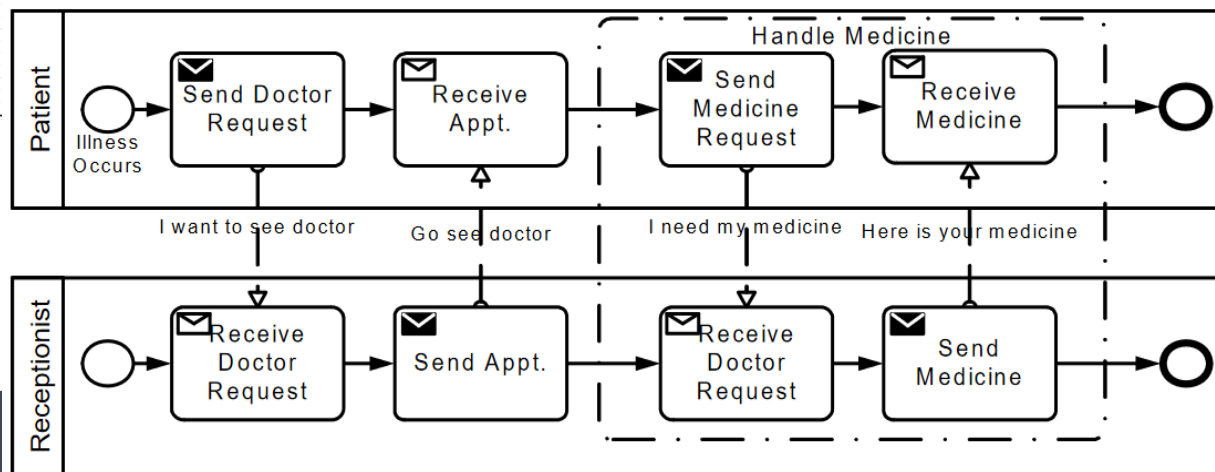 Patient
Handle Medicine
Send Doctor
Request
Receive
Appt.
Send
Medicine
Request
Receive
Medicine
Illness
Occurs
I want to see doctor
Go see doctor
I need my medicine
Here is your medicine
Receptionist
Receive
Doctor
Request
Send Appt.
Receive
Doctor
Request
Send
Medicine